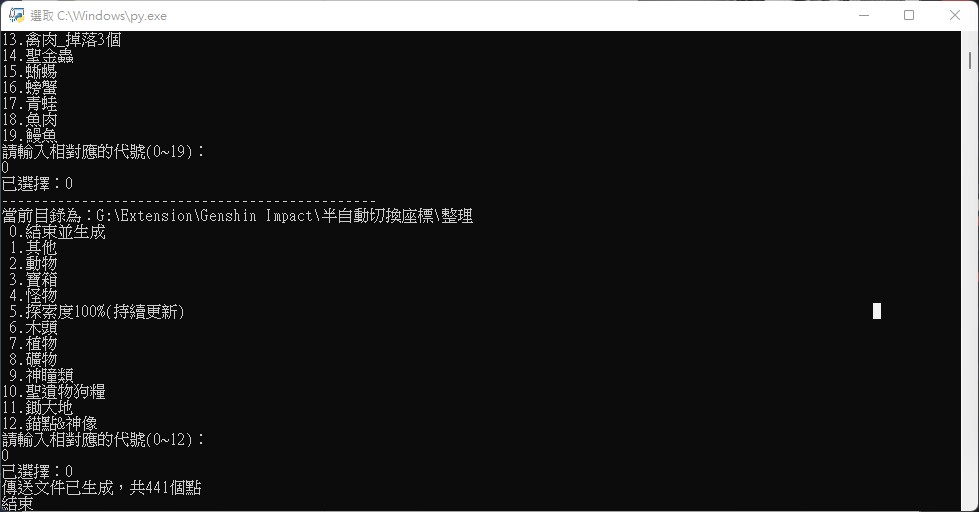 選取 C:\Windows\py.exe
13.禽肉_掉落3個
14.聖金蟲
15.蜥蜴
16.螃蟹
17.青蛙
18.魚肉
19.鰻魚
請輸入相對應的代號(0~19)：
0
已選擇：0
-----------------------------------------------
當前目錄為：G:\Extension\Genshin Impact\半自動切換座標\整理
0.結束並生成
1.其他
2.動物
3.寶箱
4.怪物
5.探索度100%(持續更新)
6.木頭
7.植物
8.礦物
9.神瞳類
10.聖遺物狗糧
11.鋤大地
12.錨點&神像
請輸入相對應的代號(0~12)：
0
已選擇：0
傳送文件已生成，共441個點
結束